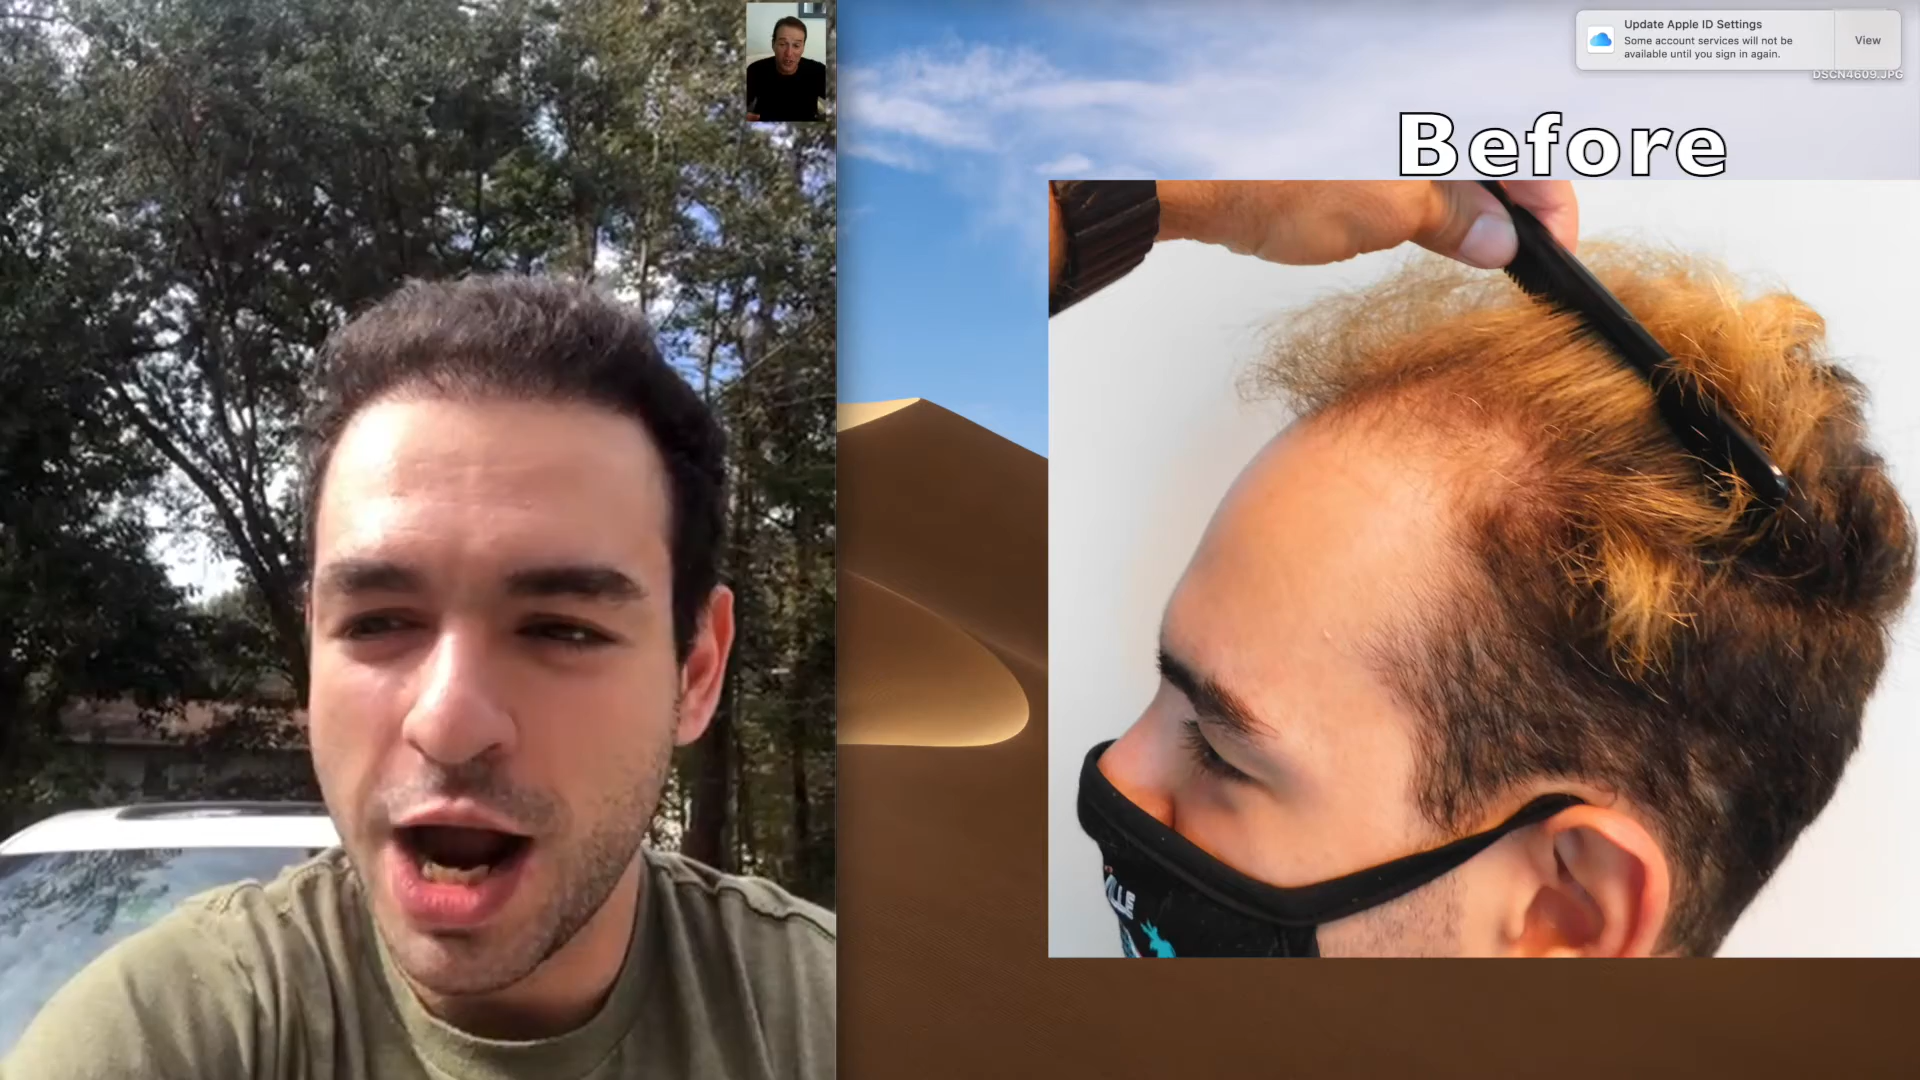 Update Apple ID Settings
Some account services will not be
available until you sign in again.
View
DSCN4609.JPG
Before
VILLE